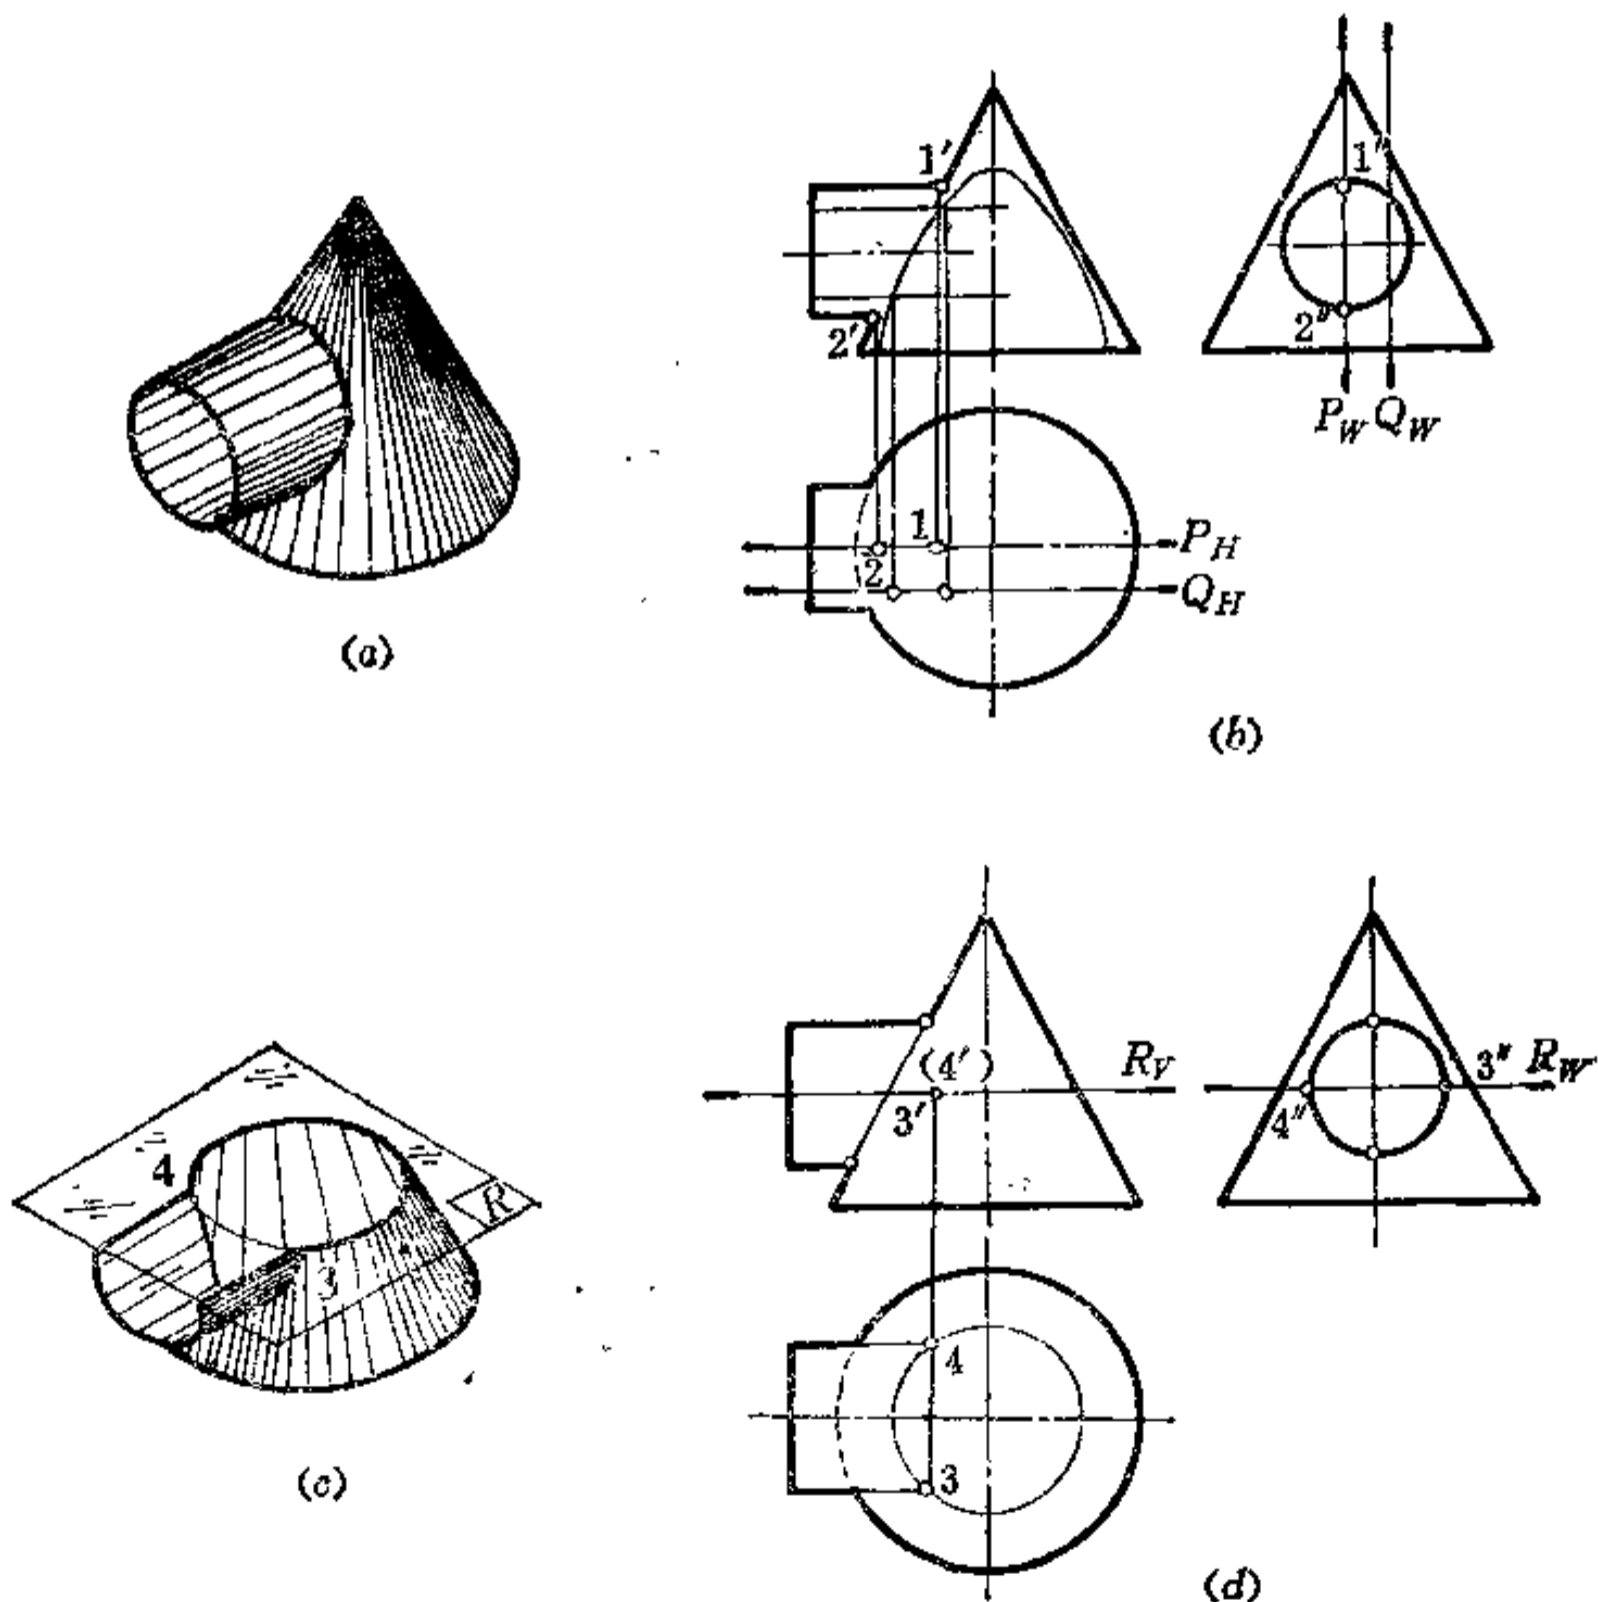 1′
1″
2′
2″
P_W Q_W
1
P_H
2
Q_H
(a)
(b)
(4′)
R_V
3″ R_W
3′
4″
4
R
3
4
3
(c)
(d)